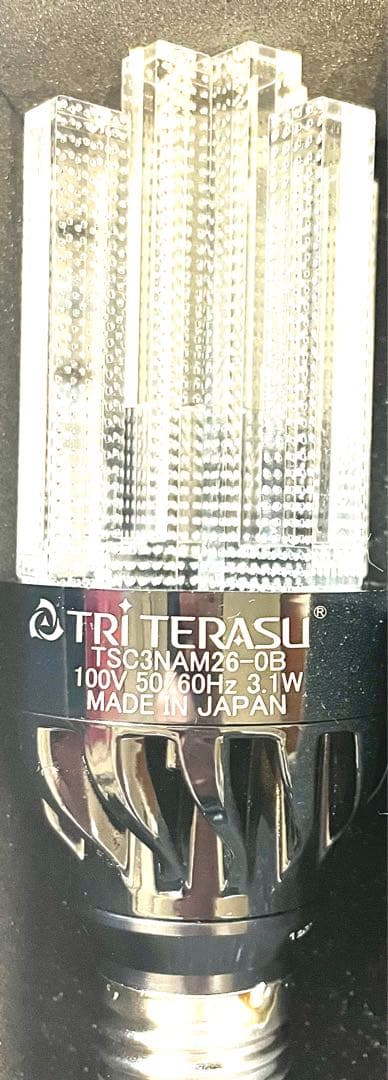 TRI TERASU®
TSC3NAM26-0B
100V 50/60Hz 3.1W
MADE IN JAPAN